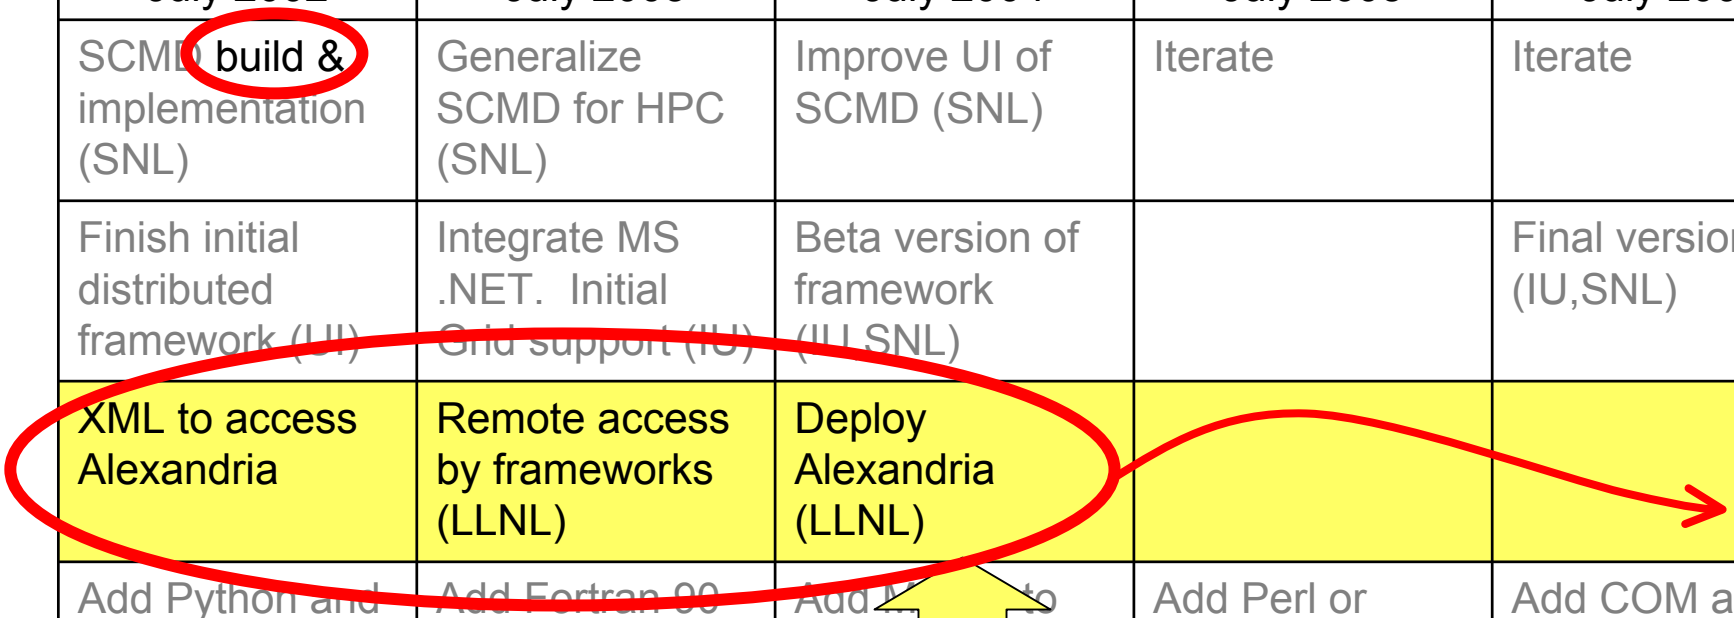 SCMD build &
implementation
(SNL)
Generalize
SCMD for HPC
(SNL)
Improve UI of
SCMD (SNL)
Iterate
Iterate
Finish initial
distributed
framework (UI)
Integrate MS
.NET. Initial
Grid support (IU)
Beta version of
framework
(IU,SNL)
Final version
(IU,SNL)
XML to access
Alexandria
Remote access
by frameworks
(LLNL)
Deploy
Alexandria
(LLNL)
Add Python and
Add Fortran 90
Add to
Add Perl or
Add COM